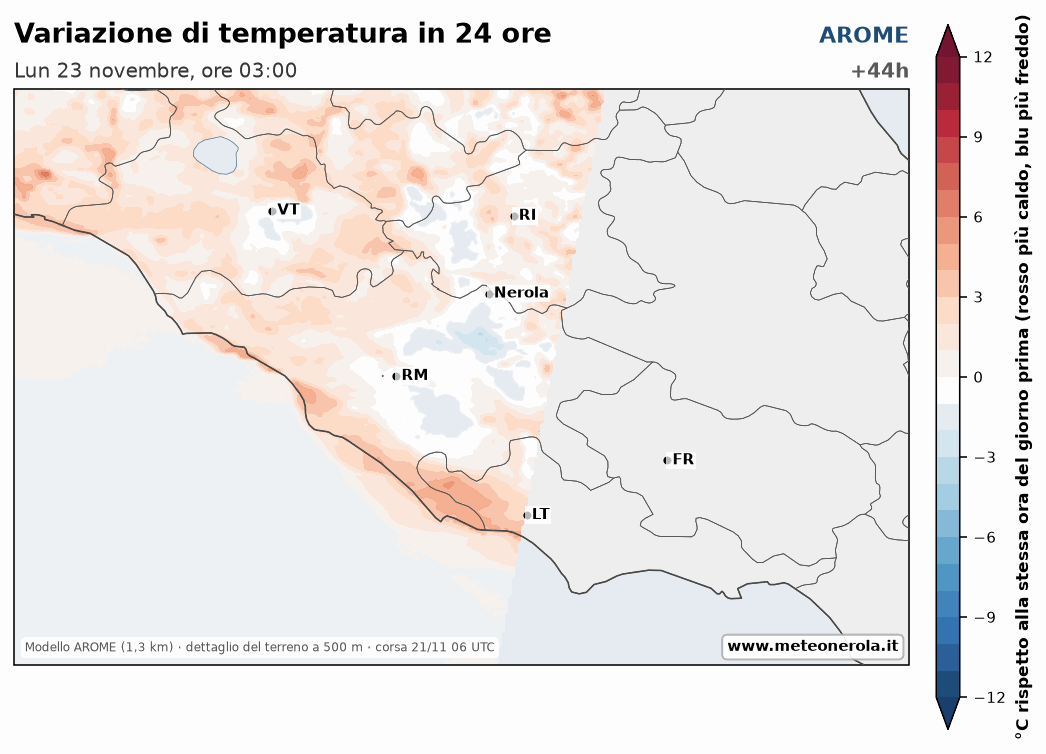 Variazione di temperatura in 24 ore
AROME
Lun 23 novembre, ore 03:00
+44h
VT
RI
Nerola
RM
FR
LT
Modello AROME (1,3 km) · dettaglio del terreno a 500 m · corsa 21/11 06 UTC
www.meteonerola.it
12
9
6
3
0
−3
−6
−9
−12
°C rispetto alla stessa ora del giorno prima (rosso più caldo, blu più freddo)